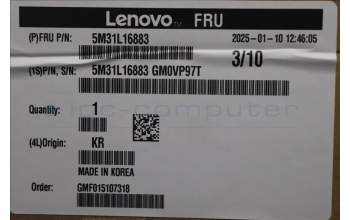 Lenovo™ FRU
(P)FRU P/N: 5M31L16883
2025-01-10 12:46:05
3/10
(1S)P/N, S/N: 5M31L16883 GM0VP97T
Quantity: 1
(4L)Origin: KR
MADE IN KOREA
Order: GMF015107318